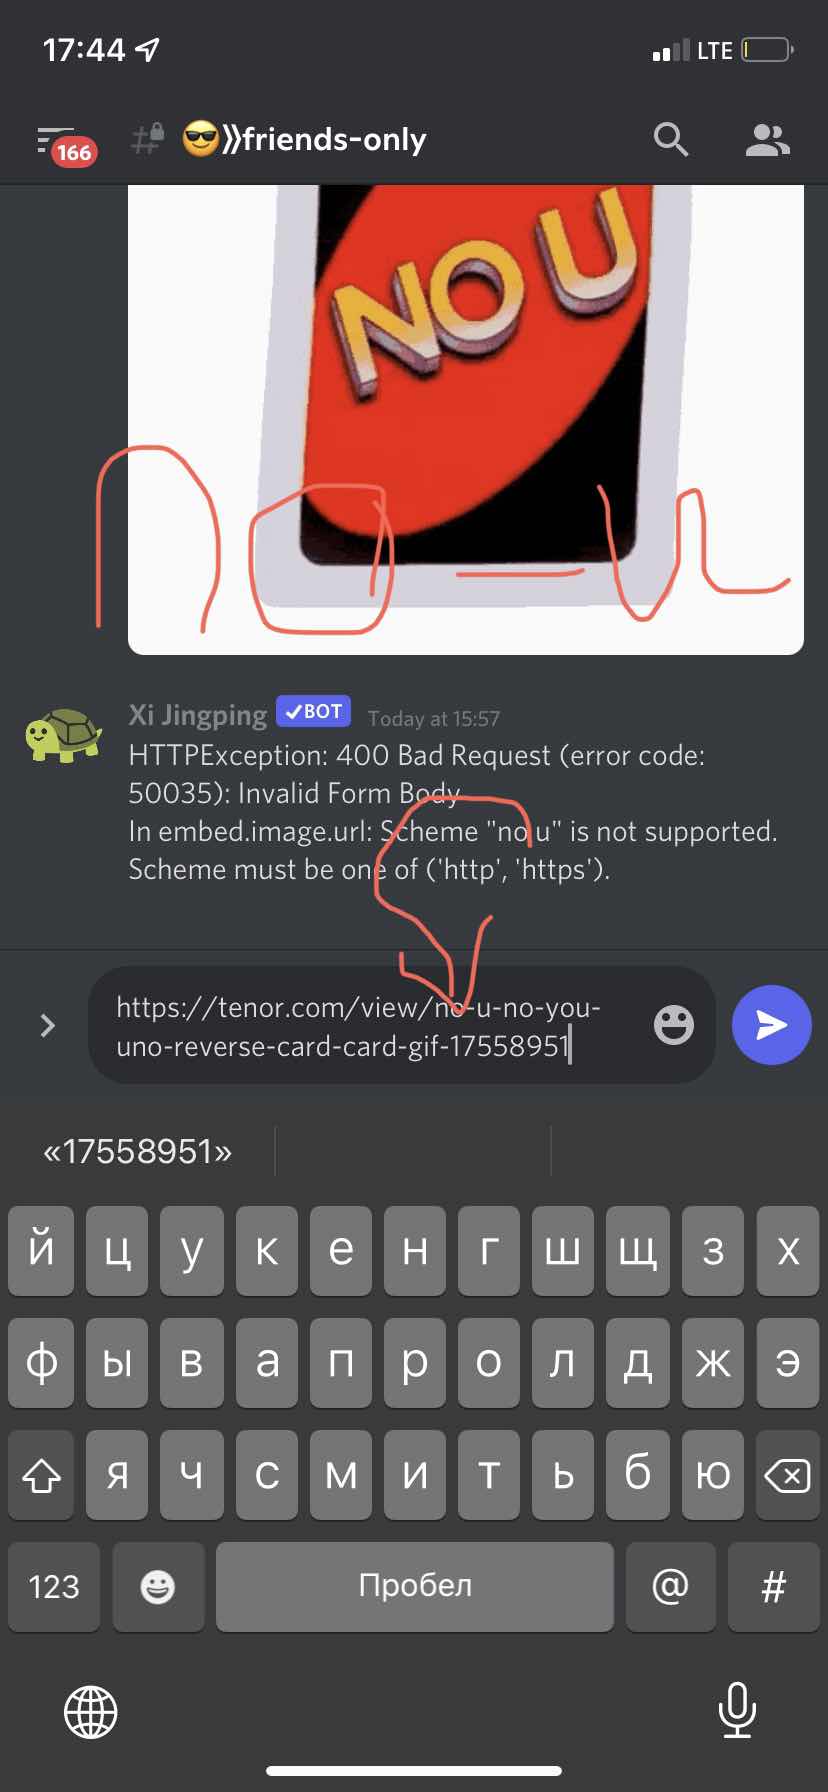 17:44
LTE
166
friends-only
NO U
no-u
Xi Jingping ✓BOT Today at 15:57
HTTPException: 400 Bad Request (error code:
50035): Invalid Form Body
In embed.image.url: Scheme "no u" is not supported.
Scheme must be one of ('http', 'https').
https://tenor.com/view/no-u-no-you-
uno-reverse-card-card-gif-17558951
«17558951»
й ц у к е н г ш щ з х
ф ы в а п р о л д ж э
я ч с м и т ь б ю
123 Пробел @ #